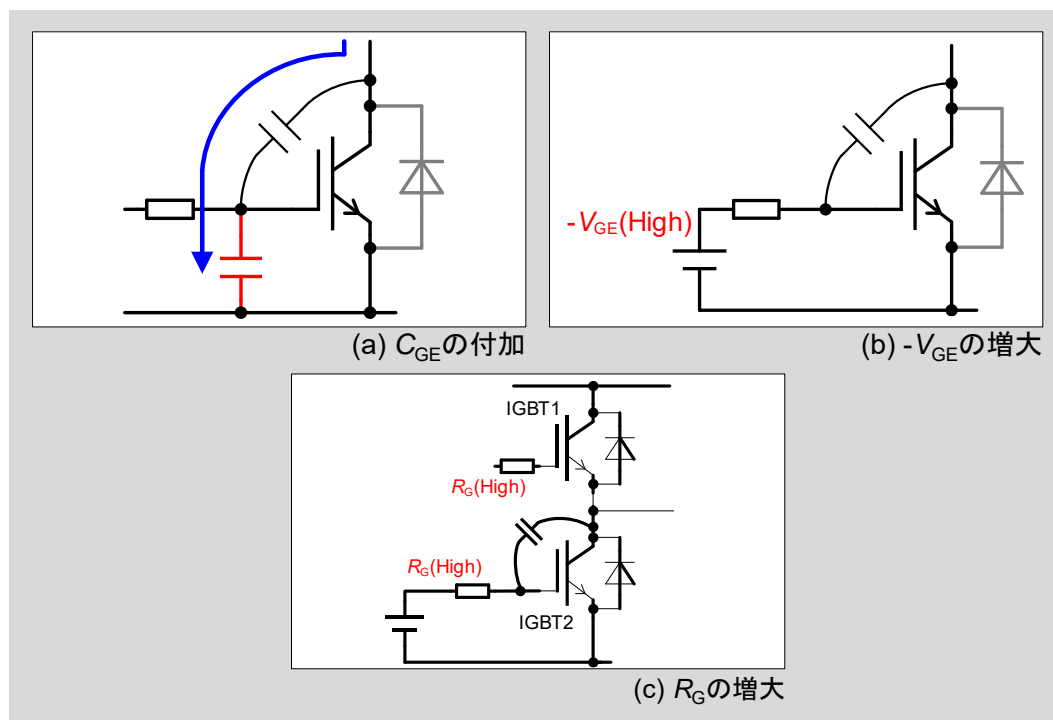 -VGE(High)
(a) CGEの付加
(b) -VGEの増大
IGBT1
RG(High)
RG(High)
IGBT2
(c) RGの増大